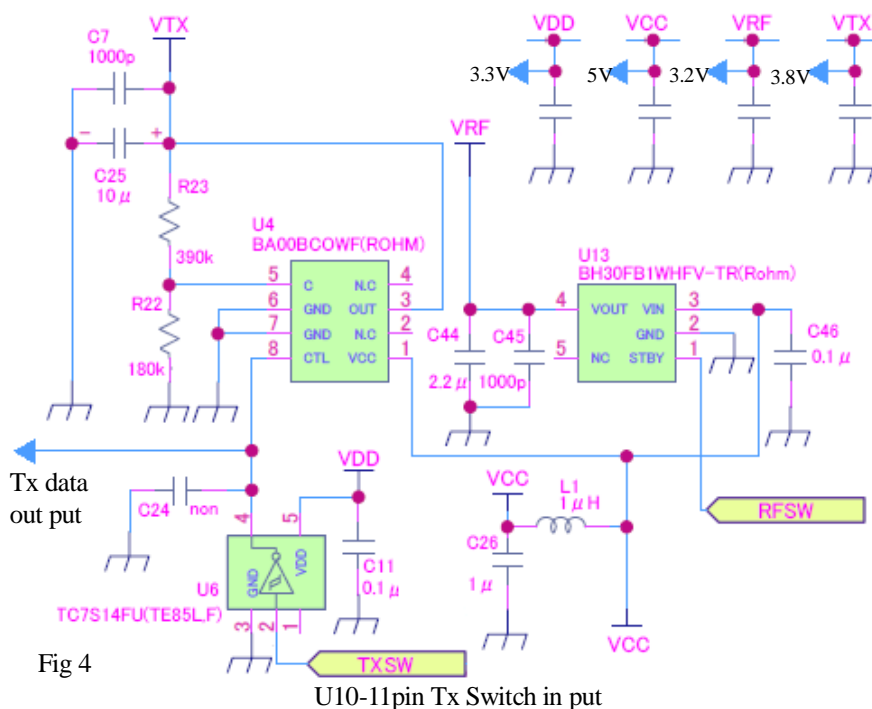 C7
1000p
VTX
VDD
VCC
VRF
VTX
3.3V
5V
3.2V
3.8V
- +
C25
10μ
VRF
R23
390k
U4
BA00BCOWF(ROHM)
5 C N.C 4
6 GND OUT 3
7 GND N.C 2
8 CTL VCC 1
R22
180k
U13
BH30FB1WHFV-TR(Rohm)
4 VOUT VIN 3
GND 2
5 NC STBY 1
C44
2.2μ
C45
1000p
C46
0.1μ
Tx data
out put
C24
non
VDD
4
5
GND
VDD
U6
TC7S14FU(TE85L,F)
3
2
1
C11
0.1μ
VCC
L1
1μH
C26
1μ
RFSW
VCC
TXSW
Fig 4
U10-11pin Tx Switch in put